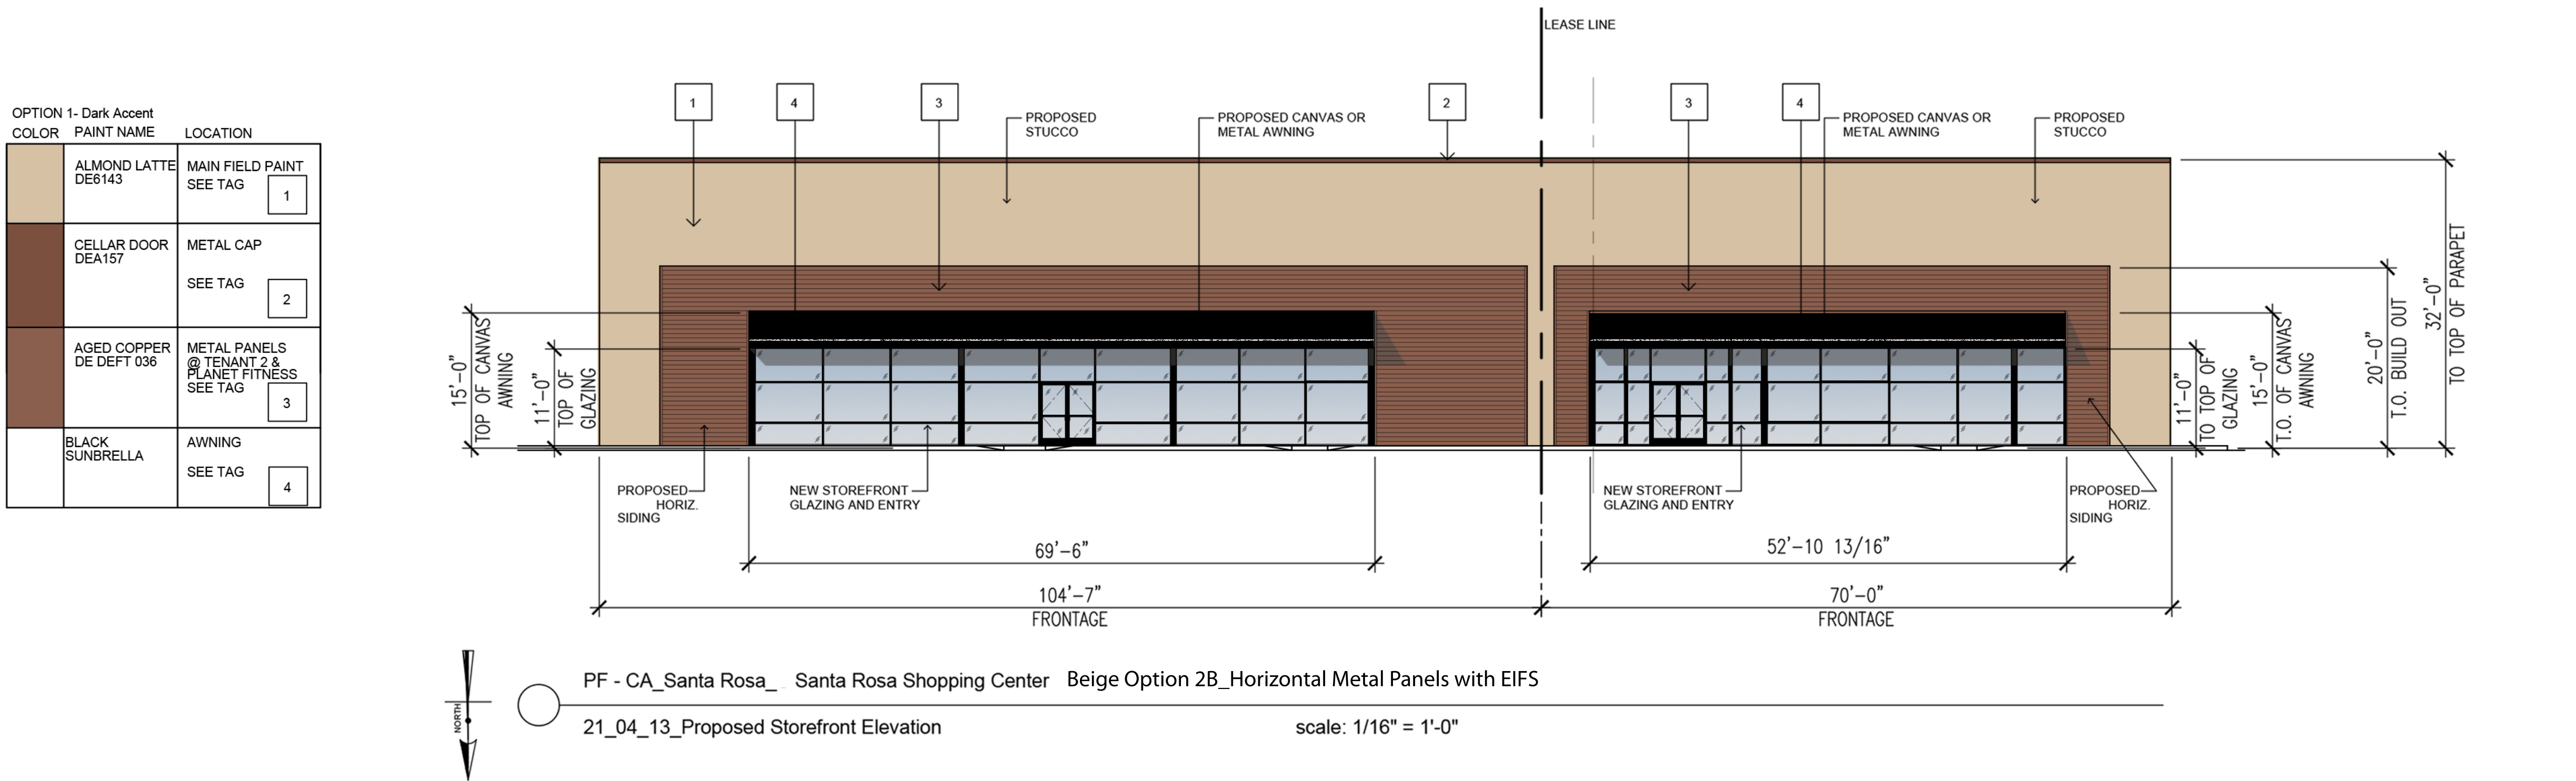 LEASE LINE
OPTION 1- Dark Accent
COLOR PAINT NAME LOCATION
ALMOND LATTE
DE6143
MAIN FIELD PAINT
SEE TAG
1
CELLAR DOOR
DEA157
METAL CAP
SEE TAG
2
AGED COPPER
DE DEFT 036
METAL PANELS
@ TENANT 2 &
PLANET FITNESS
SEE TAG
3
BLACK
SUNBRELLA
AWNING
SEE TAG
4
1
4
3
PROPOSED
STUCCO
PROPOSED CANVAS OR
METAL AWNING
2
3
4
PROPOSED CANVAS OR
METAL AWNING
PROPOSED
STUCCO
15'-0"
TOP OF CANVAS
AWNING
11'-0"
TOP OF
GLAZING
11'-0"
TO TOP OF
GLAZING
15'-0"
T.O. OF CANVAS
AWNING
20'-0"
T.O. BUILD OUT
32'-0"
TO TOP OF PARAPET
PROPOSED
HORIZ.
SIDING
NEW STOREFRONT
GLAZING AND ENTRY
NEW STOREFRONT
GLAZING AND ENTRY
PROPOSED
HORIZ.
SIDING
69'-6"
52'-10 13/16"
104'-7"
FRONTAGE
70'-0"
FRONTAGE
NORTH
PF - CA_Santa Rosa_ Santa Rosa Shopping Center Beige Option 2B_Horizontal Metal Panels with EIFS
21_04_13_Proposed Storefront Elevation scale: 1/16" = 1'-0"